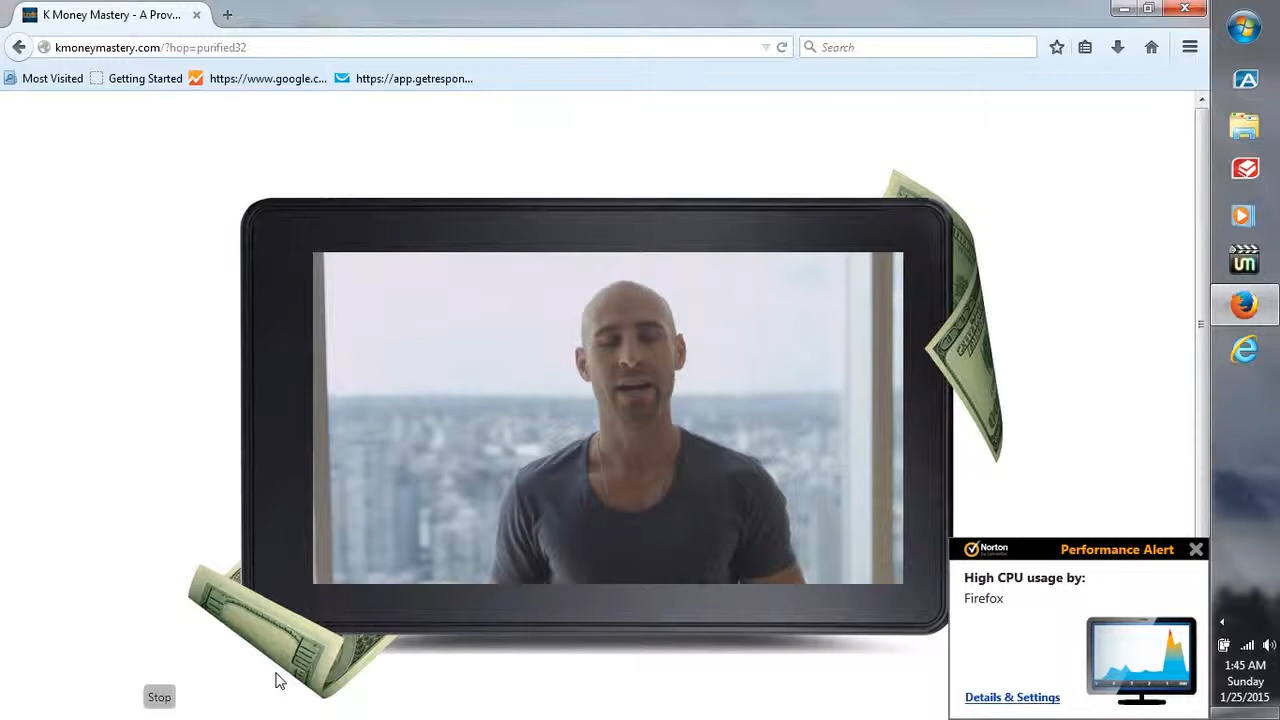 K Money Mastery - A Prov...
kmoneymastery.com/?hop=purified32
Search
Most Visited
Getting Started
https://www.google.c...
https://app.getrespon...
Norton
Performance Alert
High CPU usage by:
Firefox
Details & Settings
Stop
1:45 AM
Sunday
1/25/2015